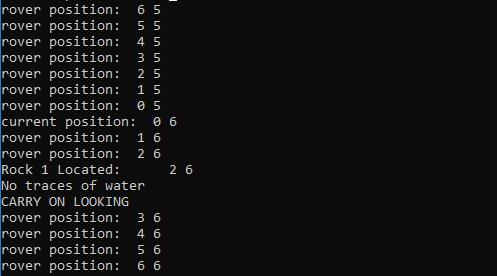 rover position:  6 5
rover position:  5 5
rover position:  4 5
rover position:  3 5
rover position:  2 5
rover position:  1 5
rover position:  0 5
current position:  0 6
rover position:  1 6
rover position:  2 6
Rock 1 Located:      2 6
No traces of water
CARRY ON LOOKING
rover position:  3 6
rover position:  4 6
rover position:  5 6
rover position:  6 6